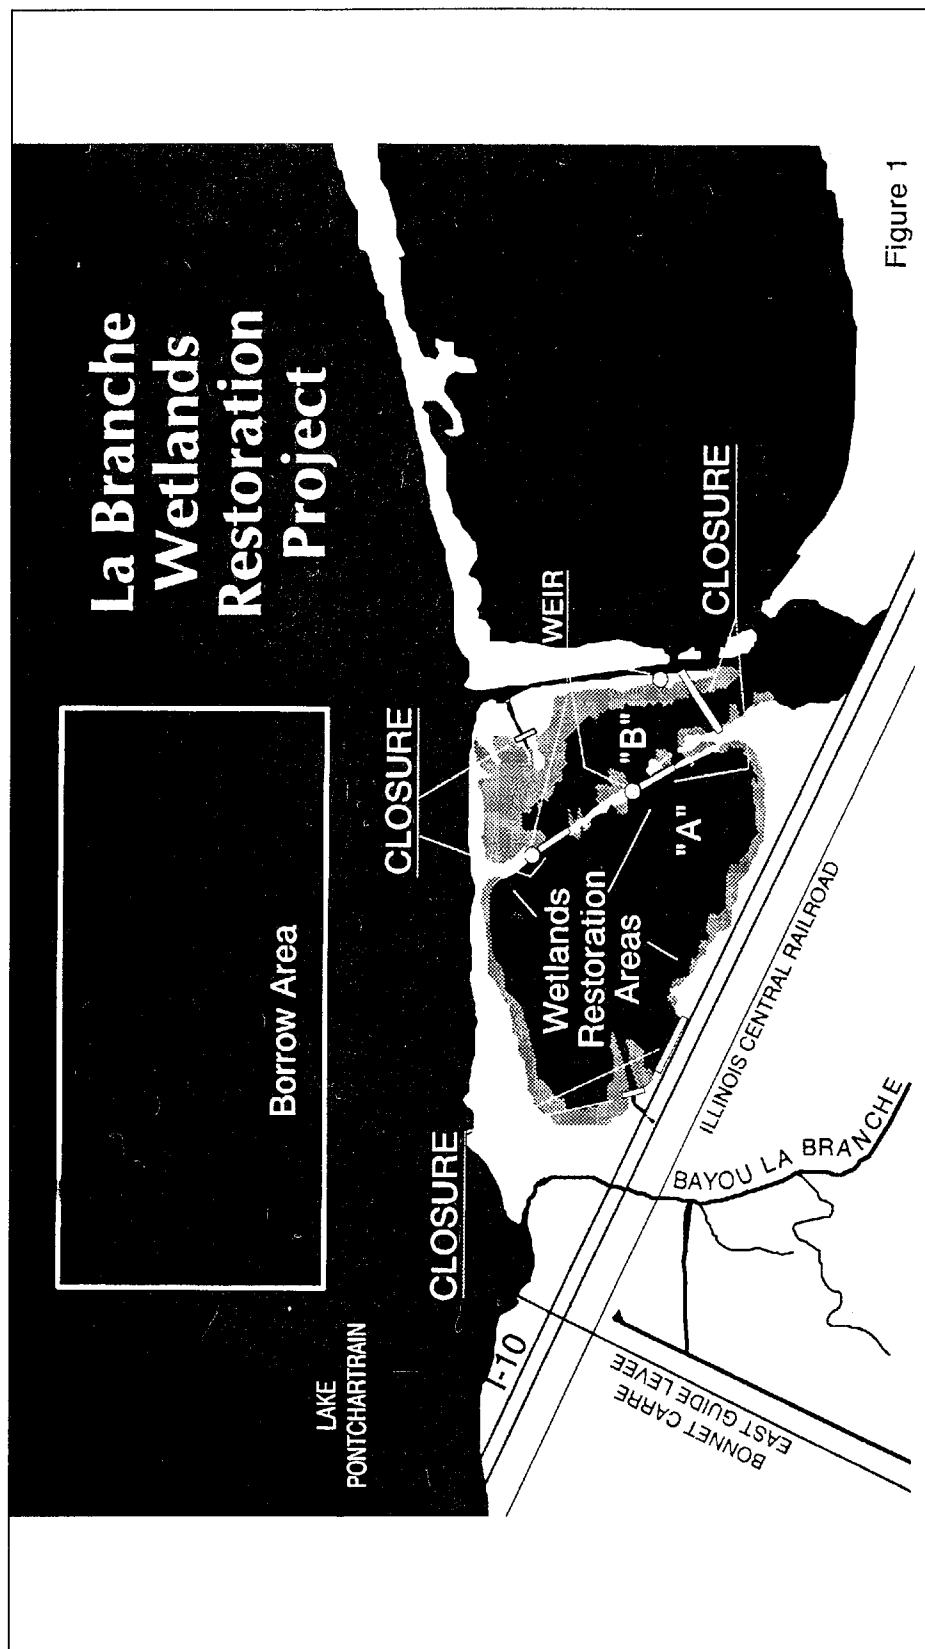 La Branche
Wetlands
Restoration
Project
Borrow Area
LAKE
PONTCHARTRAIN
CLOSURE
CLOSURE
WEIR
CLOSURE
"B"
"A"
Wetlands
Restoration
Areas
I-10
ILLINOIS CENTRAL RAILROAD
BAYOU LA BRANCHE
BONNET CARRE
EAST GUIDE LEVEE
Figure 1